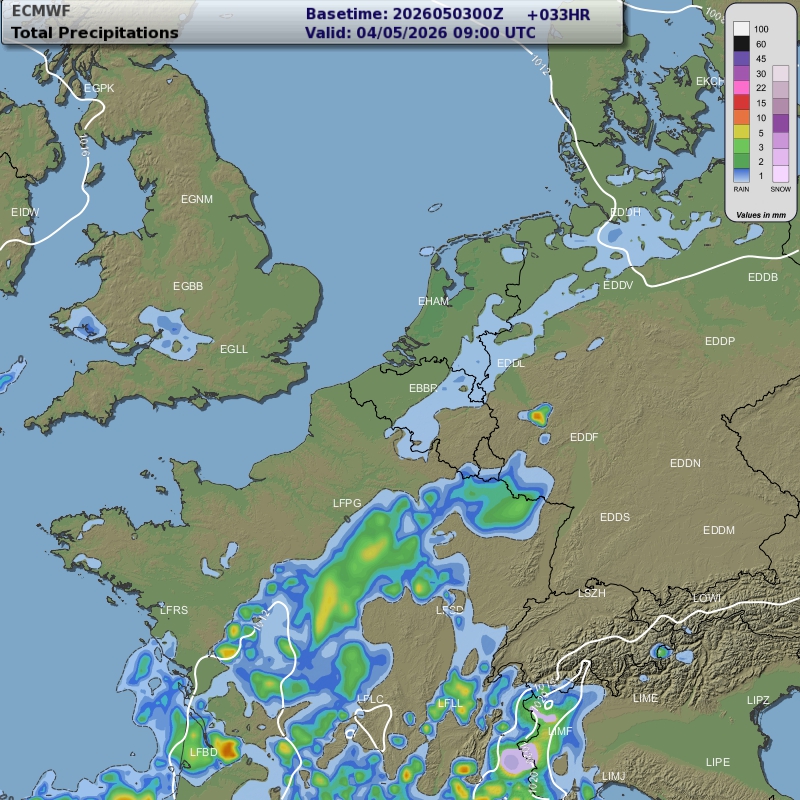 ECMWF
Basetime: 2026050300Z +033HR
Total Precipitations
Valid: 04/05/2026 09:00 UTC
100
60
45
30
22
15
10
5
3
2
1
RAIN SNOW
Values in mm
1012
EGPK
EKCH
1016
EGNM
EIDW
EGBB
EDDV
EDDB
EHAM
EGLL
EDDP
EDDL
EBBR
EDDF
EDDN
LFPG
EDDS
EDDM
LSZH
LOWI
LFRS
LFLC
LFLL
LIME
LIPZ
LIMF
LFBD
LIPE
LIMJ
1020